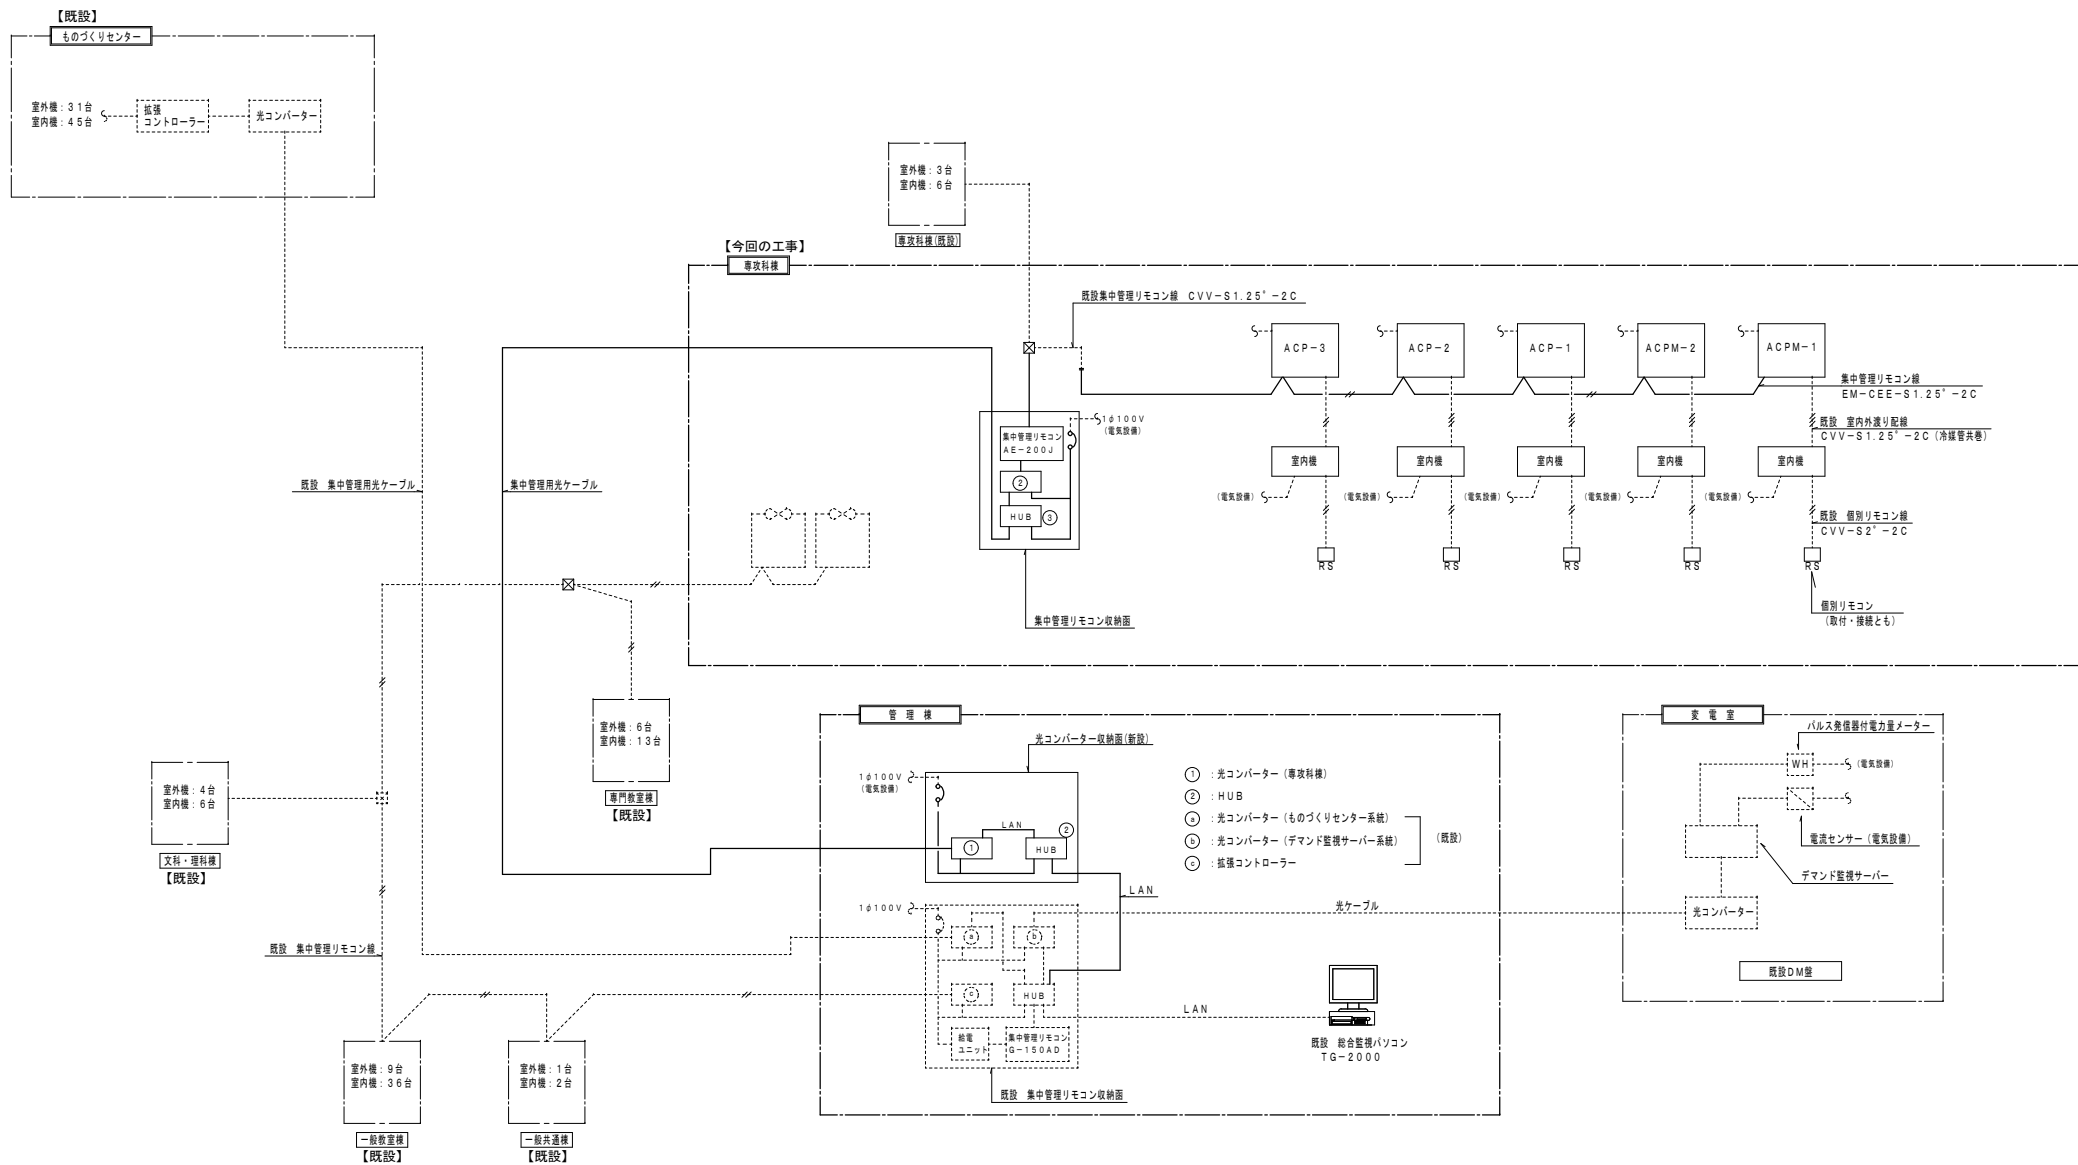 【既設】
ものづくりセンター
室外機：31台
室内機：45台
拡張
コントローラー
光コンバーター
室外機：3台
室内機：6台
専攻科棟(既設)
【今回の工事】
専攻科棟
既設集中管理リモコン線 CVV-S1.25°-2C
ACP-3
ACP-2
ACP-1
ACPM-2
ACPM-1
集中管理リモコン線
EM-CEE-S1.25°-2C
1φ100V
(電気設備)
集中管理リモコン
AE-200J
②
HUB
③
既設 室内外渡り配線
CVV-S1.25°-2C(冷媒管共巻)
室内機
室内機
室内機
室内機
室内機
(電気設備)
(電気設備)
(電気設備)
(電気設備)
(電気設備)
既設 個別リモコン線
CVV-S2°-2C
RS
RS
RS
RS
RS
個別リモコン
(取付・接続とも)
集中管理リモコン収納函
既設 集中管理用光ケーブル
集中管理用光ケーブル
室外機：6台
室内機：13台
専門教室棟
【既設】
室外機：4台
室内機：6台
文科・理科棟
【既設】
既設 集中管理リモコン線
室外機：9台
室内機：36台
一般教室棟
【既設】
室外機：1台
室内機：2台
一般共通棟
【既設】
管理棟
光コンバーター収納函(新設)
1φ100V
(電気設備)
LAN
①
②
HUB
① ：光コンバーター(専攻科棟)
② ：HUB
ⓐ ：光コンバーター(ものづくりセンター系統)
ⓑ ：光コンバーター(デマンド監視サーバー系統)
ⓒ ：拡張コントローラー
(既設)
LAN
1φ100V
ⓐ
ⓑ
ⓒ
HUB
給電
ユニット
集中管理リモコン
G-150AD
既設 集中管理リモコン収納函
光ケーブル
LAN
既設 総合監視パソコン
TG-2000
変電室
パルス発信器付電力量メーター
WH
(電気設備)
電流センサー(電気設備)
デマンド監視サーバー
光コンバーター
既設DM盤